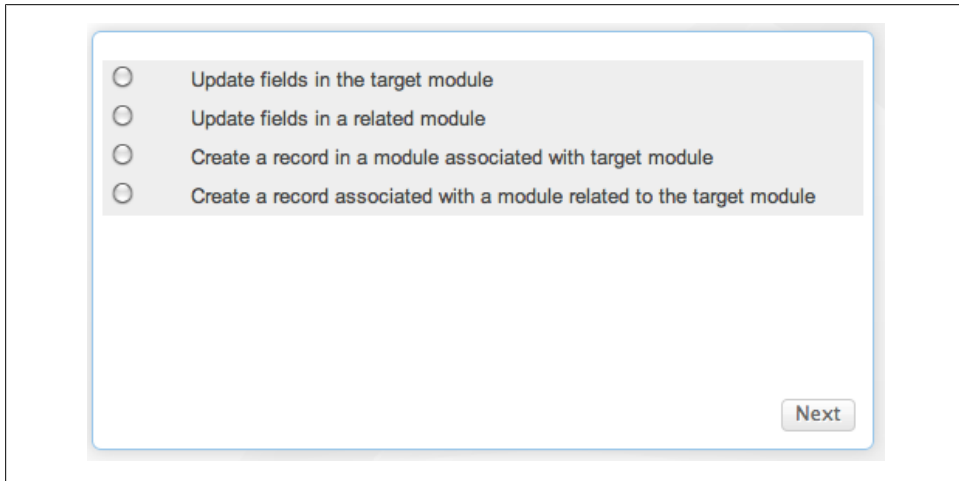 Update fields in the target module
Update fields in a related module
Create a record in a module associated with target module
Create a record associated with a module related to the target module
Next